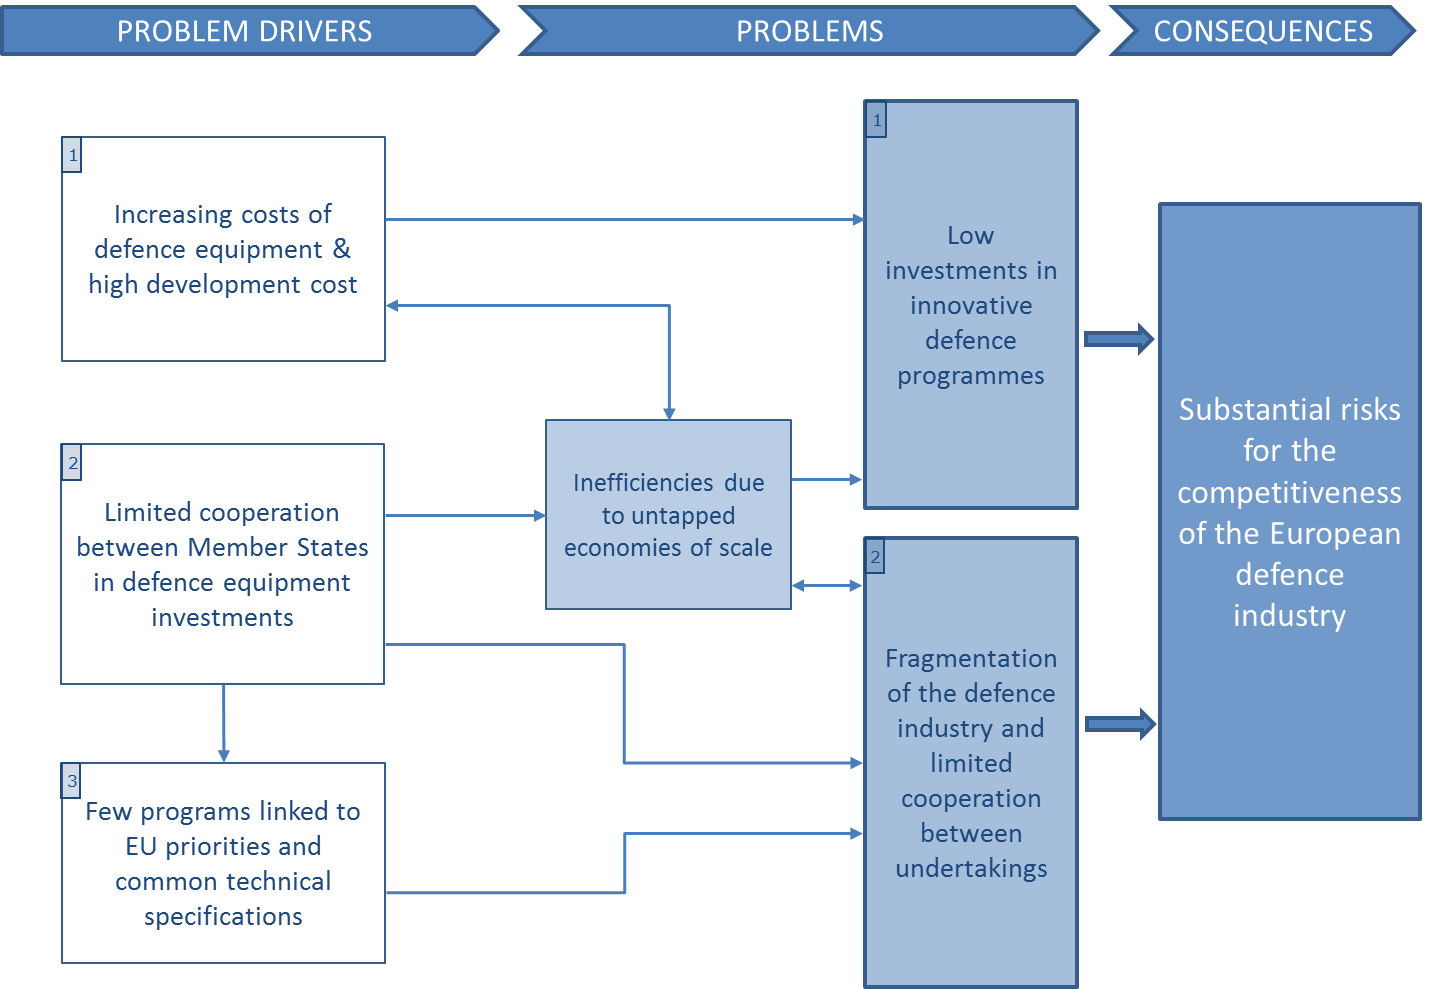 PROBLEM DRIVERS
PROBLEMS
CONSEQUENCES
1
Increasing costs of
defence equipment &
high development cost
2
Limited cooperation
between Member States
in defence equipment
investments
3
Few programs linked to
EU priorities and
common technical
specifications
Inefficiencies due
to untapped
economies of scale
1
Low
investments in
innovative
defence
programmes
2
Fragmentation
of the defence
industry and
limited
cooperation
between
undertakings
Substantial risks
for the
competitiveness
of the European
defence
industry